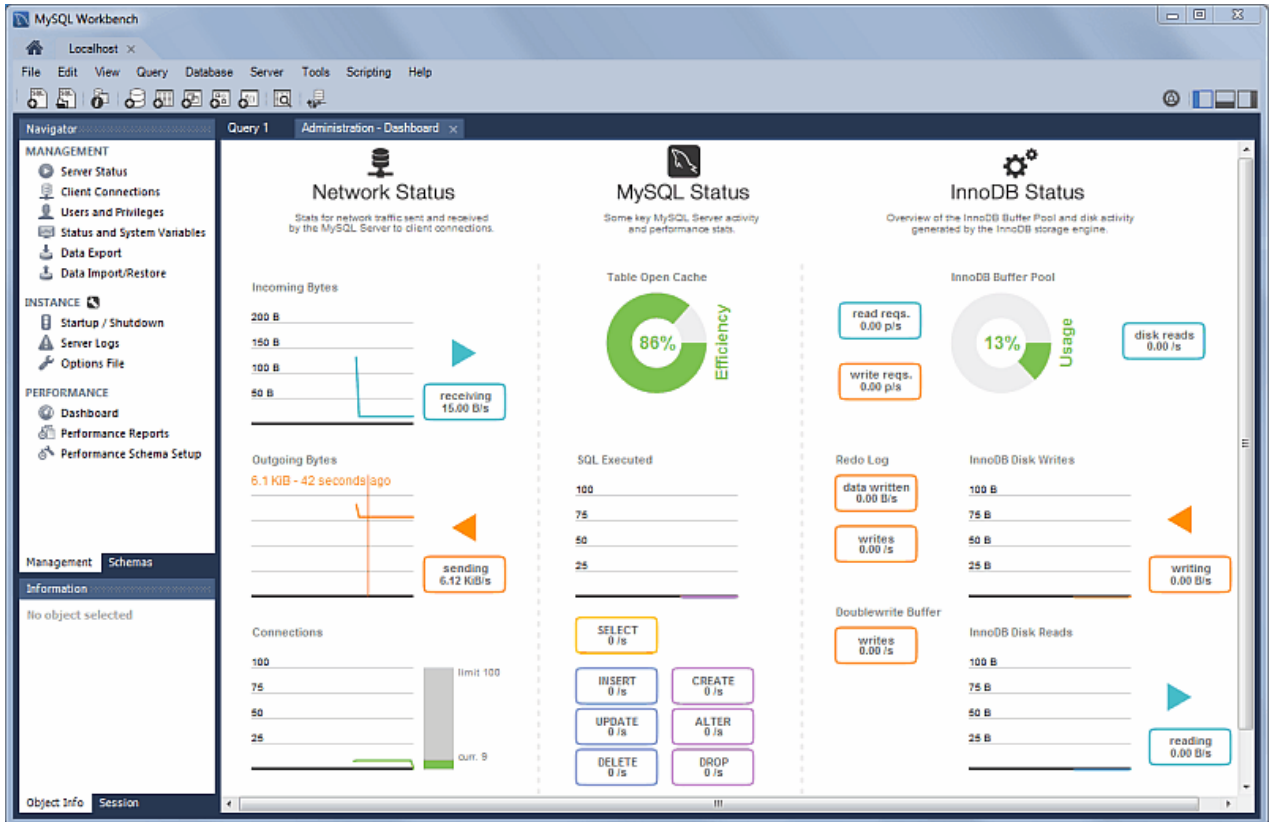 MySQL Workbench
Localhost
File Edit View Query Database Server Tools Scripting Help
Navigator
MANAGEMENT
Server Status
Client Connections
Users and Privileges
Status and System Variables
Data Export
Data Import/Restore
INSTANCE
Startup / Shutdown
Server Logs
Options File
PERFORMANCE
Dashboard
Performance Reports
Performance Schema Setup
Management Schemas
Information
No object selected
Object Info Session
Query 1 Administration - Dashboard
Network Status
Stats for network traffic sent and received
by the MySQL Server to client connections.
Incoming Bytes
200 B
150 B
100 B
50 B
receiving
15.00 B/s
Outgoing Bytes
6.1 KiB - 42 seconds ago
sending
6.12 KiB/s
Connections
100
75
50
25
limit 100
curr. 9
MySQL Status
Some key MySQL Server activity
and performance stats.
Table Open Cache
86%
Efficiency
SQL Executed
100
75
50
25
SELECT
0 /s
INSERT
0 /s
CREATE
0 /s
UPDATE
0 /s
ALTER
0 /s
DELETE
0 /s
DROP
0 /s
InnoDB Status
Overview of the InnoDB Buffer Pool and disk activity
generated by the InnoDB storage engine.
InnoDB Buffer Pool
read reqs.
0.00 p/s
write reqs.
0.00 p/s
13%
Usage
disk reads
0.00 /s
Redo Log
data written
0.00 B/s
writes
0.00 /s
Doublewrite Buffer
writes
0.00 /s
InnoDB Disk Writes
100 B
75 B
50 B
25 B
writing
0.00 B/s
InnoDB Disk Reads
100 B
75 B
50 B
25 B
reading
0.00 B/s